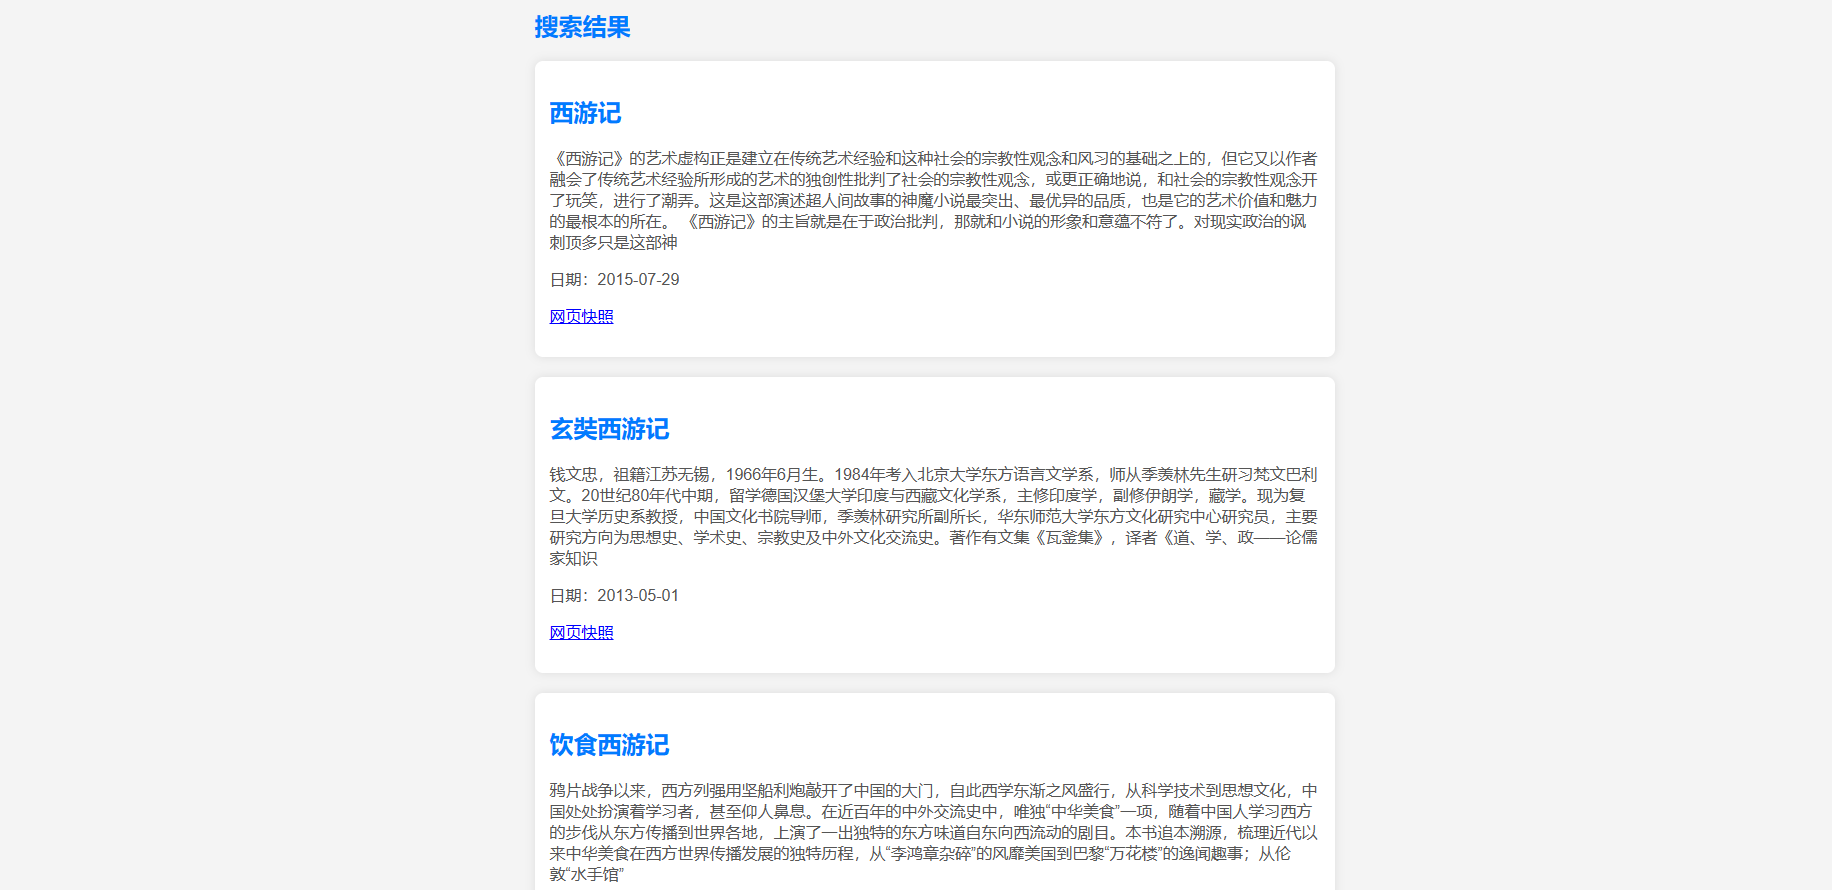 搜索结果
西游记
《西游记》的艺术虚构正是建立在传统艺术经验和这种社会的宗教性观念和风习的基础之上的，但它又以作者
融会了传统艺术经验所形成的艺术的独创性批判了社会的宗教性观念，或更正确地说，和社会的宗教性观念开
了玩笑，进行了潮弄。这是这部演述超人间故事的神魔小说最突出、最优异的品质，也是它的艺术价值和魅力
的最根本的所在。 《西游记》的主旨就是在于政治批判，那就和小说的形象和意蕴不符了。对现实政治的讽
刺顶多只是这部神
日期：2015-07-29
网页快照
玄奘西游记
钱文忠，祖籍江苏无锡，1966年6月生。1984年考入北京大学东方语言文学系，师从季羡林先生研习梵文巴利
文。20世纪80年代中期，留学德国汉堡大学印度与西藏文化学系，主修印度学，副修伊朗学，藏学。现为复
旦大学历史系教授，中国文化书院导师，季羡林研究所副所长，华东师范大学东方文化研究中心研究员，主要
研究方向为思想史、学术史、宗教史及中外文化交流史。著作有文集《瓦釜集》，译者《道、学、政——论儒
家知识
日期：2013-05-01
网页快照
饮食西游记
鸦片战争以来，西方列强用坚船利炮敲开了中国的大门，自此西学东渐之风盛行，从科学技术到思想文化，中
国处处扮演着学习者，甚至仰人鼻息。在近百年的中外交流史中，唯独“中华美食”一项，随着中国人学习西方
的步伐从东方传播到世界各地，上演了一出独特的东方味道自东向西流动的剧目。本书追本溯源，梳理近代以
来中华美食在西方世界传播发展的独特历程，从“李鸿章杂碎”的风靡美国到巴黎“万花楼”的逸闻趣事；从伦
敦“水手馆”